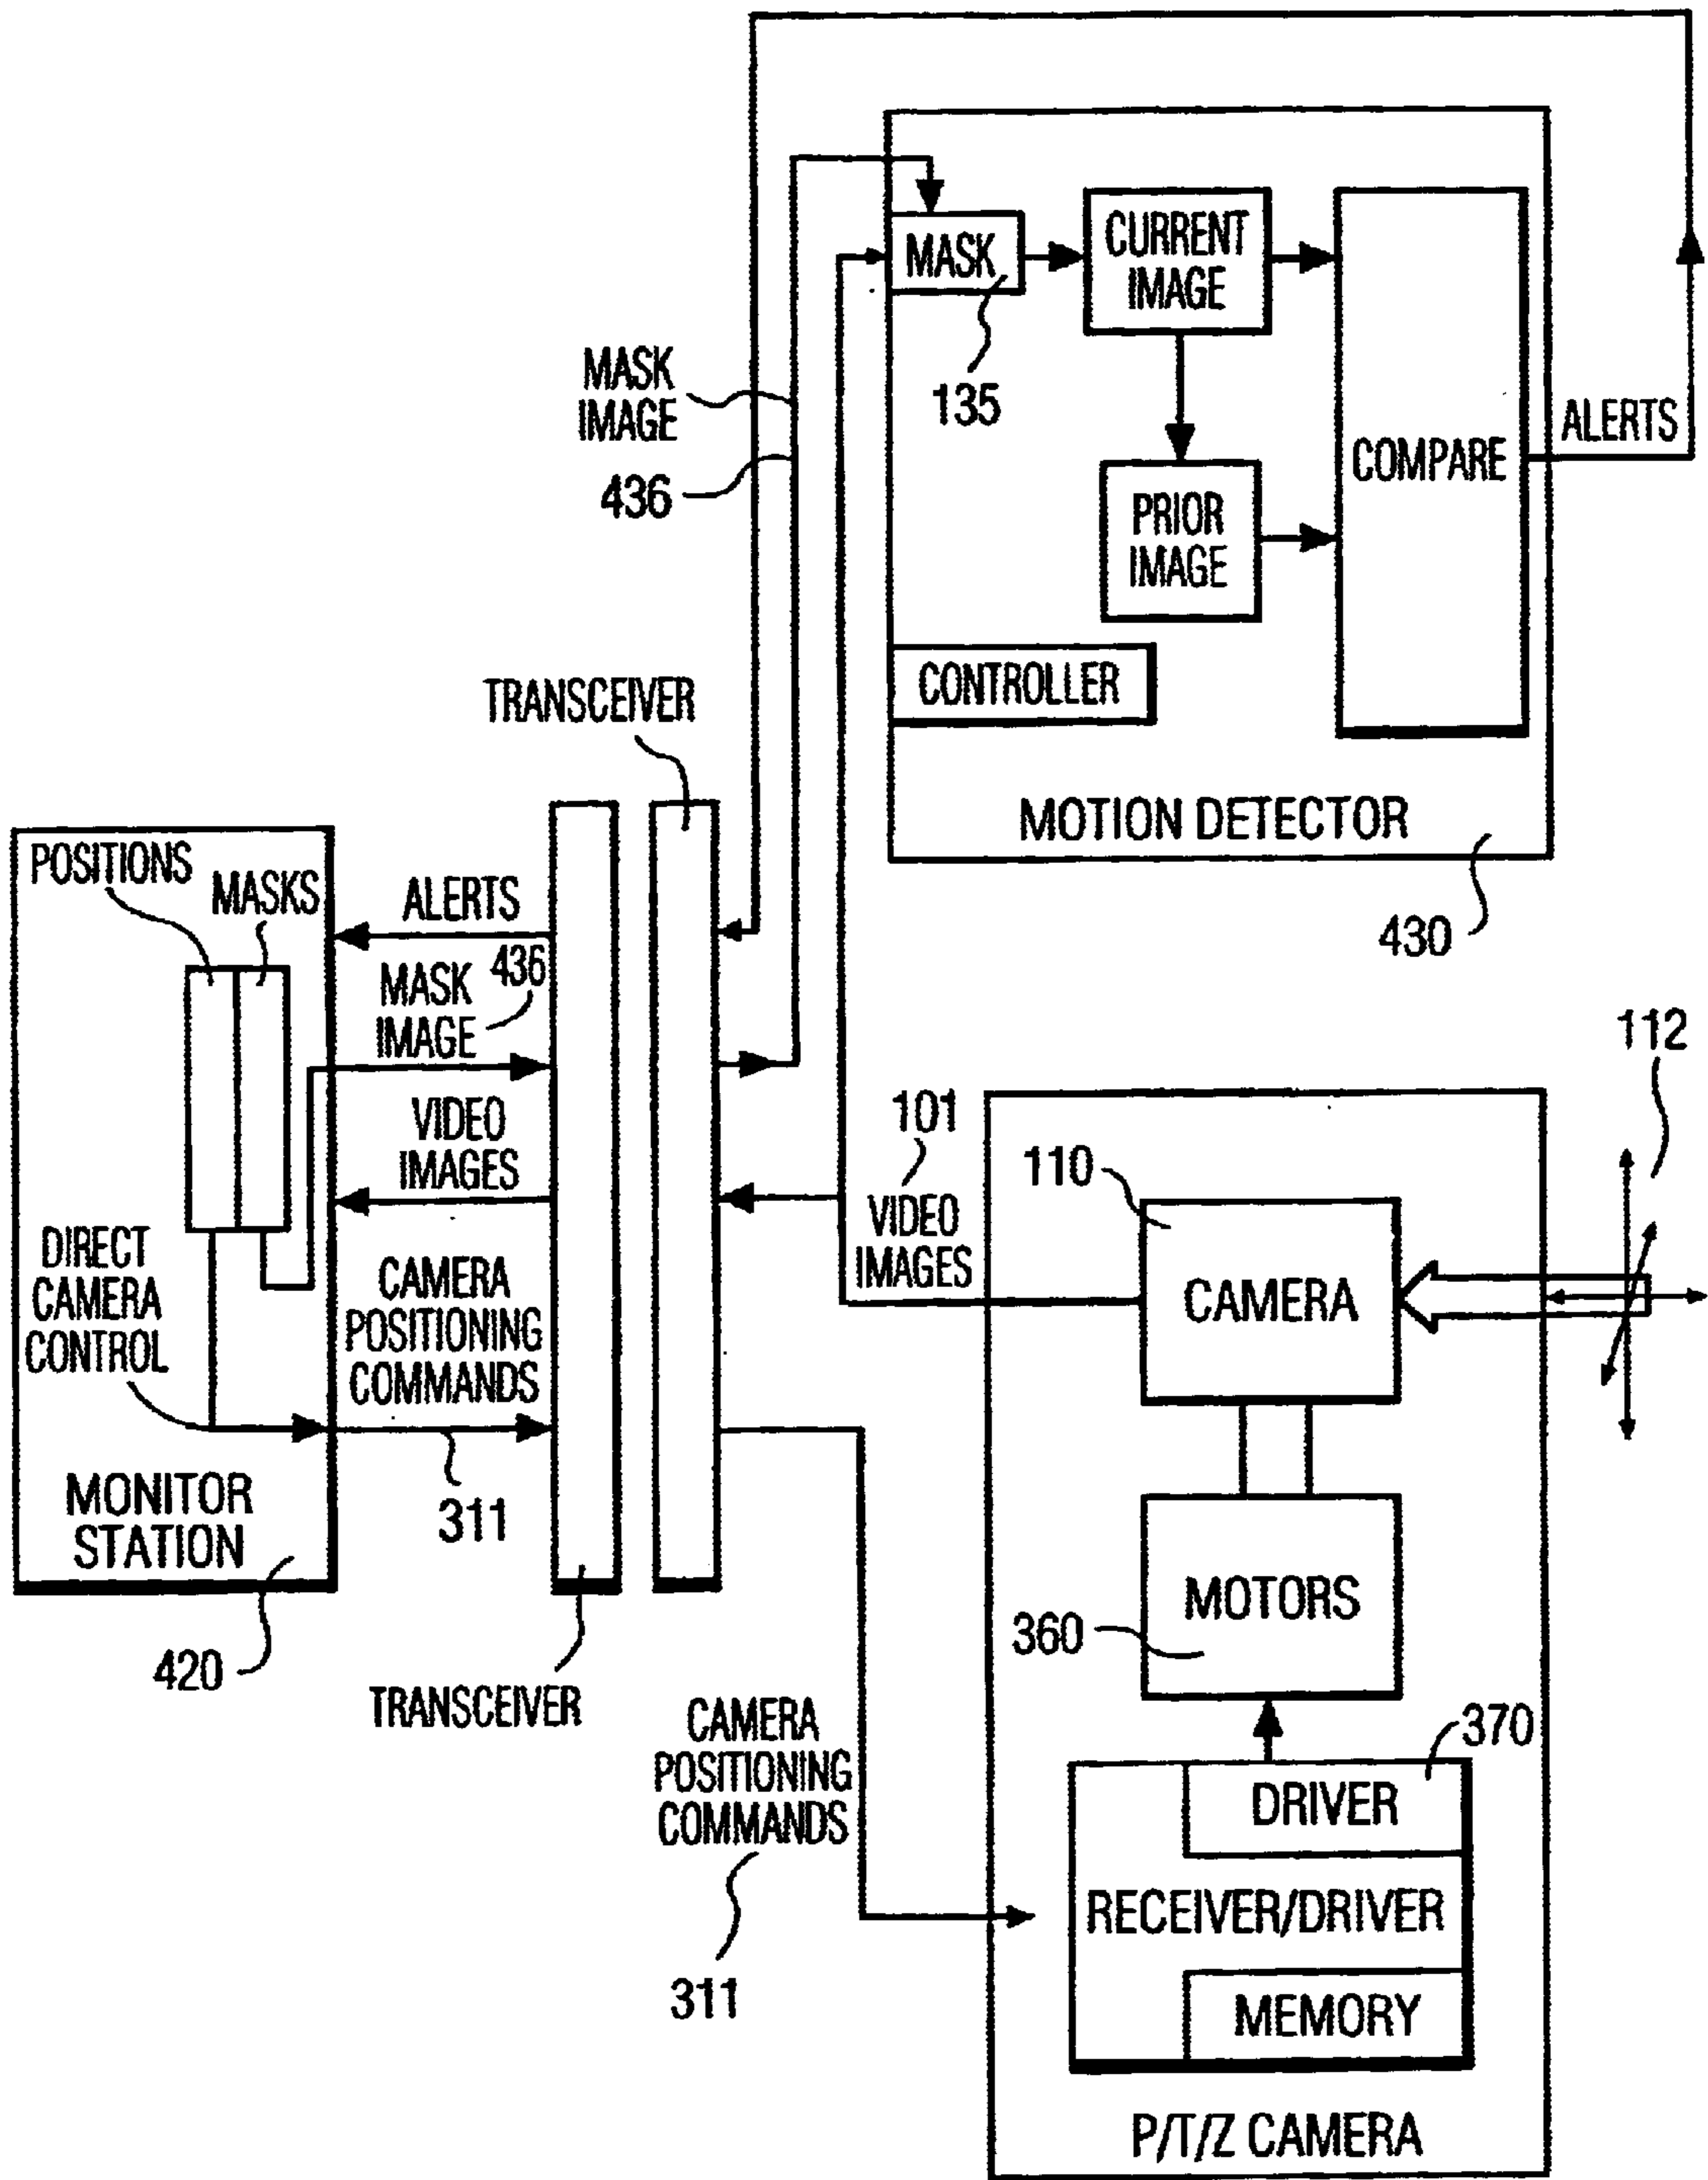 MASK
CURRENT
IMAGE
135
MASK
IMAGE
436
PRIOR
IMAGE
COMPARE
ALERTS
CONTROLLER
MOTION DETECTOR
430
TRANSCEIVER
POSITIONS
MASKS
ALERTS
MASK
IMAGE
436
VIDEO
IMAGES
DIRECT
CAMERA
CONTROL
CAMERA
POSITIONING
COMMANDS
311
MONITOR
STATION
420
TRANSCEIVER
101
VIDEO
IMAGES
110
CAMERA
112
MOTORS
360
CAMERA
POSITIONING
COMMANDS
311
370
DRIVER
RECEIVER/DRIVER
MEMORY
P/T/Z CAMERA